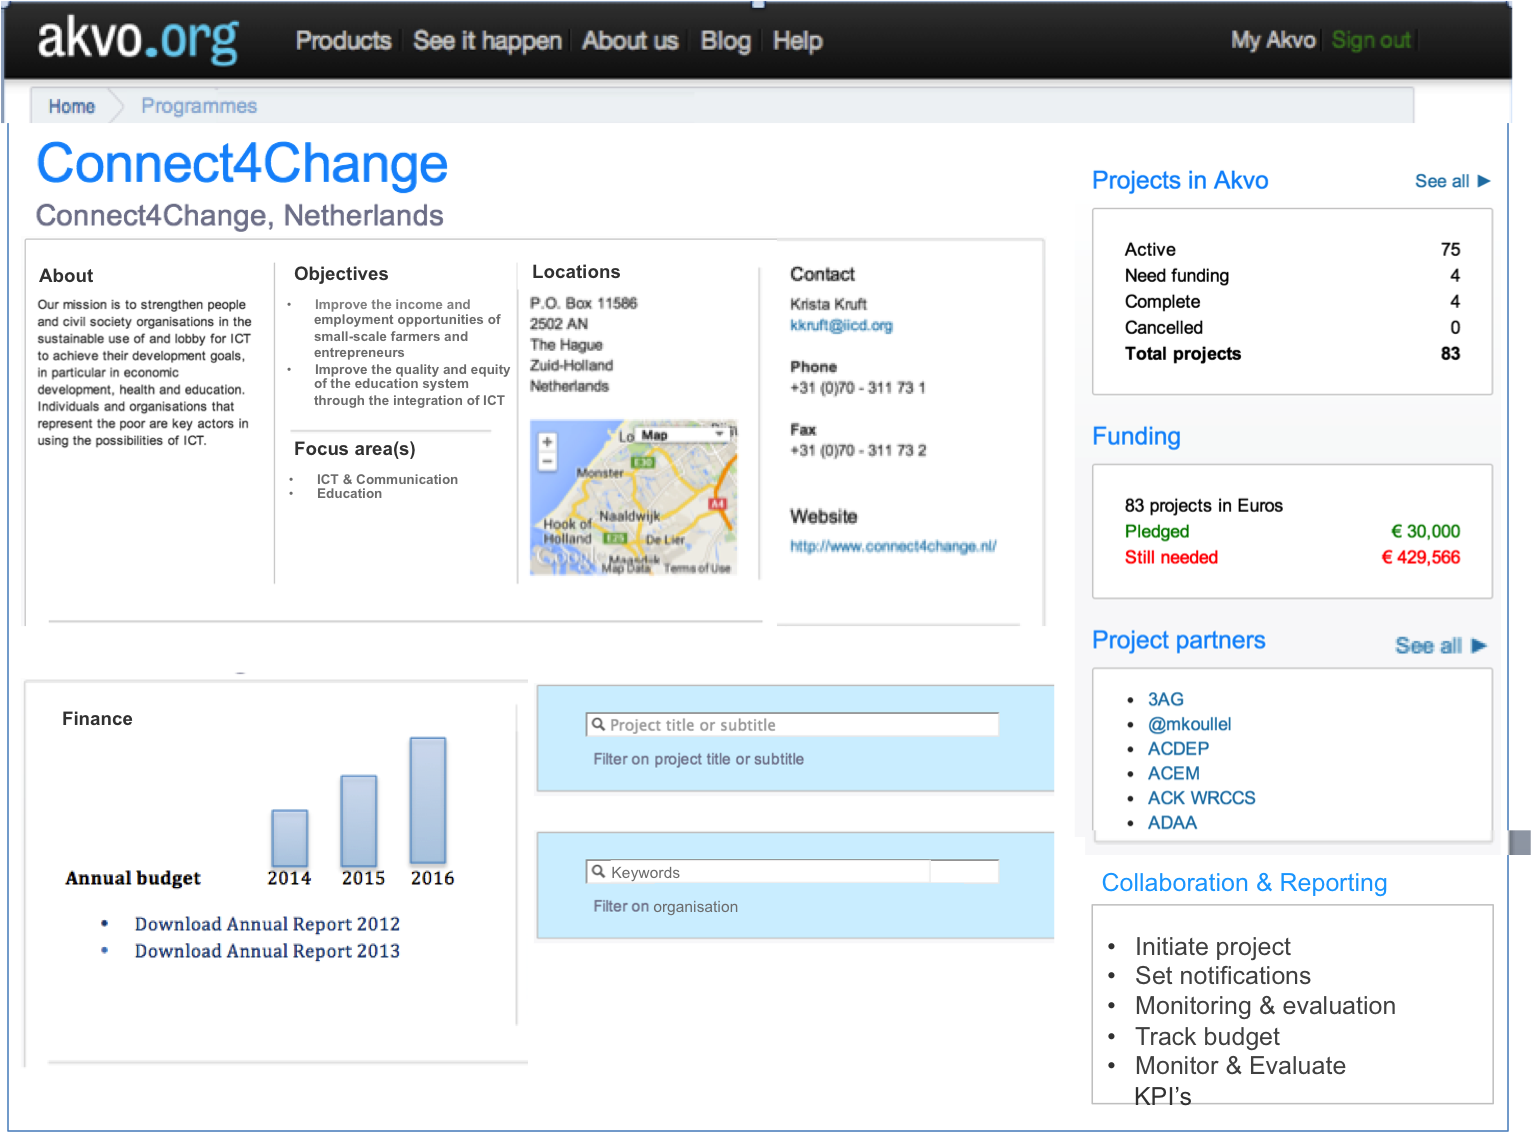 akvo.org
Products
See it happen
About us
Blog
Help
My Akvo
Sign out
Home
Programmes
Connect4Change
Connect4Change, Netherlands
About
Our mission is to strengthen people
and civil society organisations in the
sustainable use of and lobby for ICT
to achieve their development goals,
in particular in economic
development, health and education.
Individuals and organisations that
represent the poor are key actors in
using the possibilities of ICT.
Objectives
• Improve the income and
employment opportunities of
small-scale farmers and
entrepreneurs
• Improve the quality and equity
of the education system
through the integration of ICT
Focus area(s)
• ICT & Communication
• Education
Locations
P.O. Box 11586
2502 AN
The Hague
Zuid-Holland
Netherlands
+
−
Lo
Map
E30
Monster
A4
Naaldwijk
Hook of
Holland
E25
De Lier
Google
Maasdijk
Map Data
Terms of Use
Contact
Krista Kruft
kkruft@iicd.org
Phone
+31 (0)70 - 311 73 1
Fax
+31 (0)70 - 311 73 2
Website
http://www.connect4change.nl/
Projects in Akvo
See all ►
Active 75
Need funding 4
Complete 4
Cancelled 0
Total projects 83
Funding
83 projects in Euros
Pledged € 30,000
Still needed € 429,566
Project partners
See all ►
• 3AG
• @mkoullel
• ACDEP
• ACEM
• ACK WRCCS
• ADAA
Finance
Annual budget
2014 2015 2016
• Download Annual Report 2012
• Download Annual Report 2013
Project title or subtitle
Filter on project title or subtitle
Keywords
Filter on organisation
Collaboration & Reporting
• Initiate project
• Set notifications
• Monitoring & evaluation
• Track budget
• Monitor & Evaluate
KPI’s